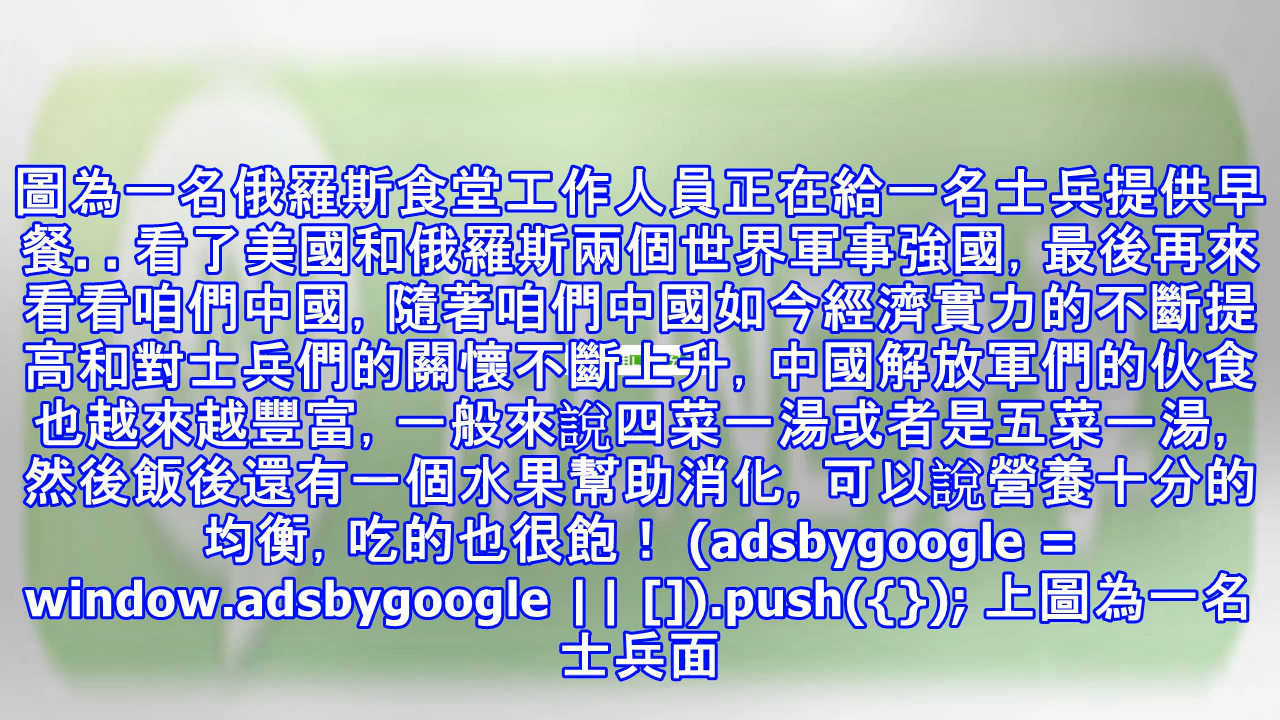 圖為一名俄羅斯食堂工作人員正在給一名士兵提供早
餐. . 看了美國和俄羅斯兩個世界軍事強國, 最後再來
看看咱們中國, 隨著咱們中國如今經濟實力的不斷提
高和對士兵們的關懷不斷上升, 中國解放軍們的伙食
也越來越豐富, 一般來說四菜一湯或者是五菜一湯,
然後飯後還有一個水果幫助消化, 可以說營養十分的
均衡, 吃的也很飽！ (adsbygoogle =
window.adsbygoogle || []).push({}); 上圖為一名
士兵面